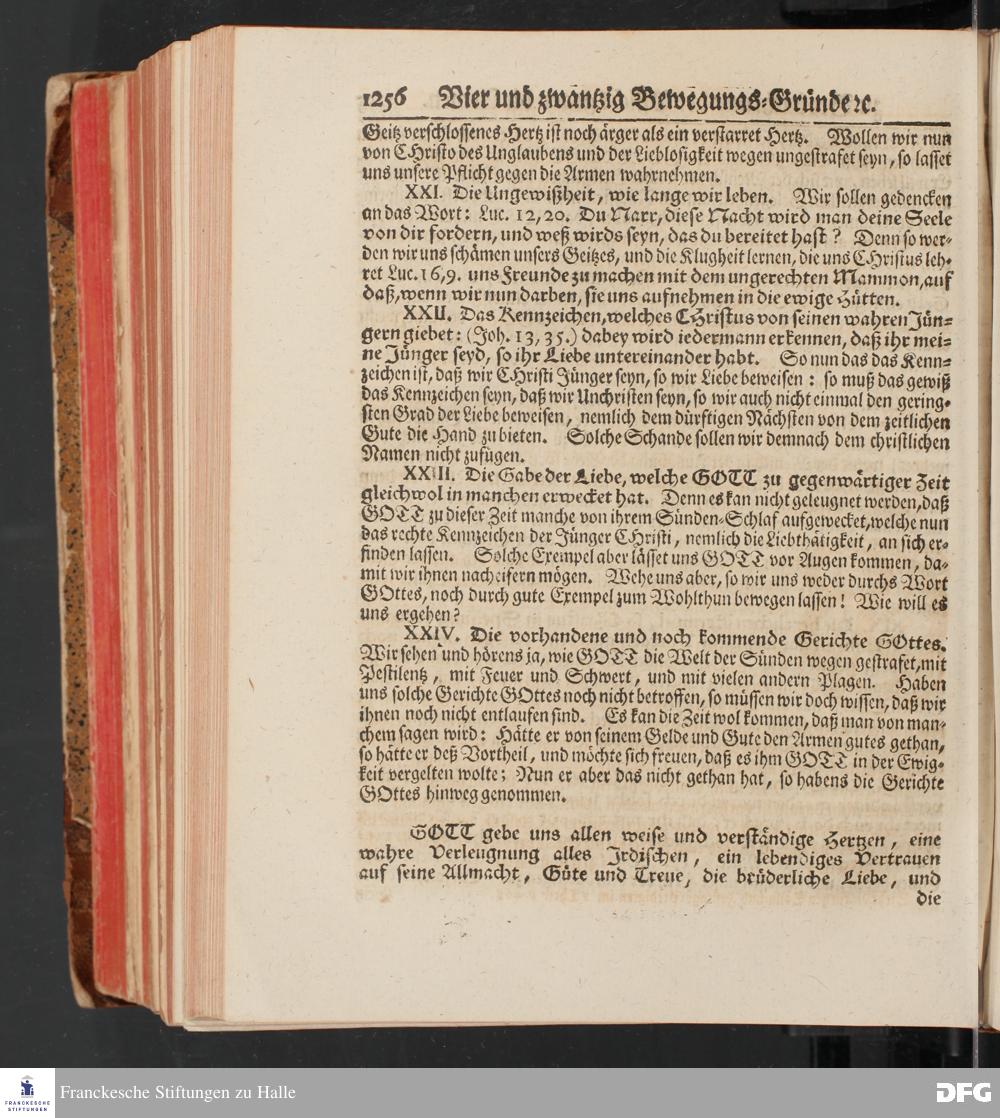 1256 Vier und zwäntzig Bewegungs-Gründe ꝛc.
Geitz verschlossenes Hertz ist noch ärger als ein verstarret Hertz. Wollen wir nun
von CHristo des Unglaubens und der Lieblosigkeit wegen ungestrafet seyn, so lasset
uns unsere Pflicht gegen die Armen wahrnehmen.
XXI. Die Ungewißheit, wie lange wir leben. Wir sollen gedencken
an das Wort: Luc. 12, 20. Du Narr, diese Nacht wird man deine Seele
von dir fordern, und weß wirds seyn, das du bereitet hast? Denn so wer-
den wir uns schämen unsers Geitzes, und die Klugheit lernen, die uns CHristus leh-
ret Luc. 16, 9. uns Freunde zu machen mit dem ungerechten Mammon, auf
daß, wenn wir nun darben, sie uns aufnehmen in die ewige Hütten.
XXII. Das Kennzeichen, welches CHristus von seinen wahren Jün-
gern giebet: (Joh. 13, 35.) dabey wird iedermann erkennen, daß ihr mei-
ne Jünger seyd, so ihr Liebe untereinander habt. So nun das das Kenn-
zeichen ist, daß wir CHristi Jünger seyn, so wir Liebe beweisen: so muß das gewiß
das Kennzeichen seyn, daß wir Unchristen seyn, so wir auch nicht einmal den gering-
sten Grad der Liebe beweisen, nemlich dem dürftigen Nächsten von dem zeitlichen
Gute die Hand zu bieten. Solche Schande sollen wir demnach dem christlichen
Namen nicht zufügen.
XXIII. Die Gabe der Liebe, welche GOTT zu gegenwärtiger Zeit
gleichwol in manchen erwecket hat. Denn es kan nicht geleugnet werden, daß
GOTT zu dieser Zeit manche von ihrem Sünden-Schlaf aufgewecket, welche nun
das rechte Kennzeichen der Jünger CHristi, nemlich die Liebthätigkeit, an sich er-
finden lassen. Solche Exempel aber lässet uns GOTT vor Augen kommen, da-
mit wir ihnen nacheifern mögen. Wehe uns aber, so wir uns weder durchs Wort
GOttes, noch durch gute Exempel zum Wohlthun bewegen lassen! Wie will es
uns ergehen?
XXIV. Die vorhandene und noch kommende Gerichte GOttes.
Wir sehen und hörens ja, wie GOTT die Welt der Sünden wegen gestrafet, mit
Pestilentz, mit Feuer und Schwert, und mit vielen andern Plagen. Haben
uns solche Gerichte GOttes noch nicht betroffen, so müssen wir doch wissen, daß wir
ihnen noch nicht entlaufen sind. Es kan die Zeit wol kommen, daß man von man-
chem sagen wird: Hätte er von seinem Gelde und Gute den Armen gutes gethan,
so hätte er deß Vortheil, und möchte sich freuen, daß es ihm GOTT in der Ewig-
keit vergelten wolte; Nun er aber das nicht gethan hat, so habens die Gerichte
GOttes hinweg genommen.
GOTT gebe uns allen weise und verständige Hertzen, eine
wahre Verleugnung alles Irdischen, ein lebendiges Vertrauen
auf seine Allmacht, Güte und Treue, die brüderliche Liebe, und
die
FRANCKESCHE
STIFTUNGEN
Franckesche Stiftungen zu Halle
DFG